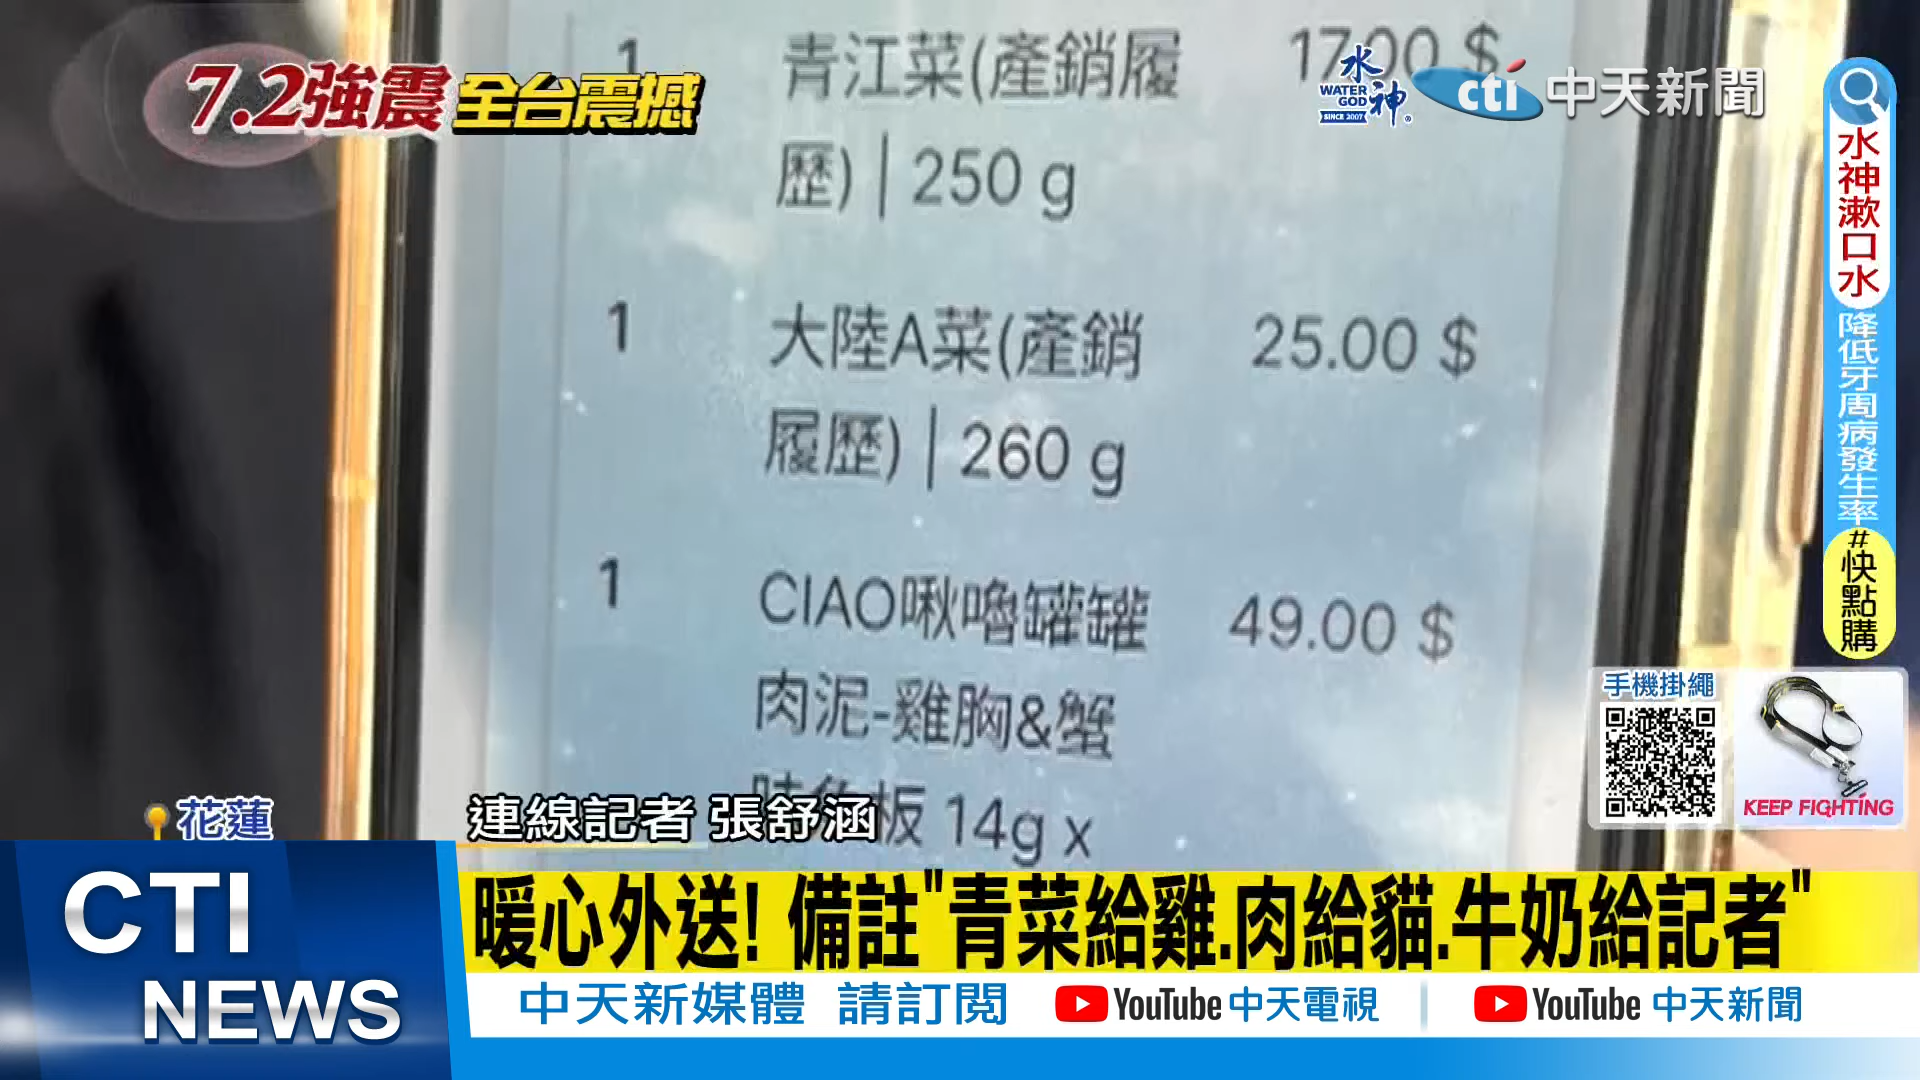 7.2強震 全台震撼
1 青江菜(產銷履 17.00 $
歷) | 250 g
1 大陸A菜(產銷 25.00 $
履歷) | 260 g
1 CIAO啾嚕罐罐 49.00 $
肉泥-雞胸&蟹
板 14g x
水神
WATER GOD
SINCE 2007
cti 中天新聞
水神漱口水
降低牙周病發生率
#快點購
手機掛繩
KEEP FIGHTING
花蓮
連線記者 張舒涵
CTI NEWS
暖心外送! 備註"青菜給雞.肉給貓.牛奶給記者"
中天新媒體 請訂閱 YouTube 中天電視 | YouTube 中天新聞